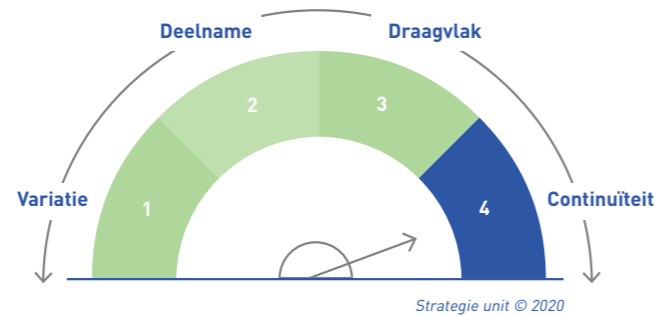 Deelname
Draagvlak
2
3
Variatie
1
4
Continuïteit
Strategie unit © 2020